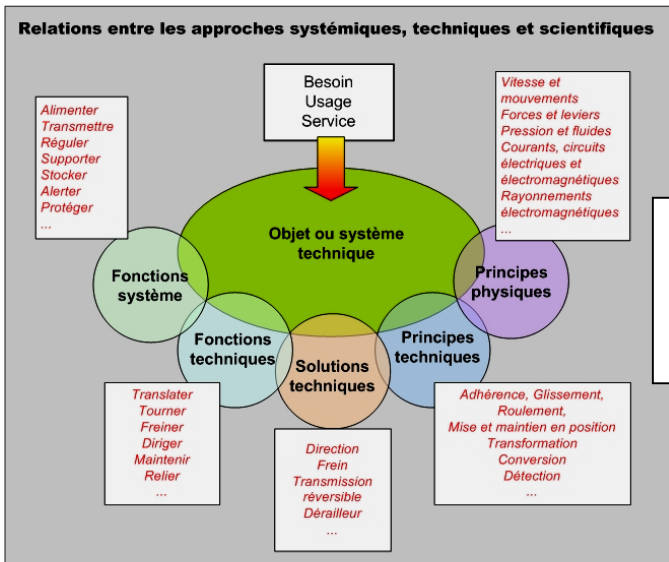 Relations entre les approches systémiques, techniques et scientifiques
Besoin
Usage
Service
Alimenter
Transmettre
Réguler
Supporter
Stocker
Alerter
Protéger
...
Vitesse et
mouvements
Forces et leviers
Pression et fluides
Courants, circuits
électriques et
électromagnétiques
Rayonnements
électromagnétiques
...
Objet ou système
technique
Fonctions
système
Fonctions
techniques
Solutions
techniques
Principes
techniques
Principes
physiques
Translater
Tourner
Freiner
Diriger
Maintenir
Relier
...
Direction
Frein
Transmission
réversible
Dérailleur
...
Adhérence, Glissement,
Roulement,
Mise et maintien en position
Transformation
Conversion
Détection
...